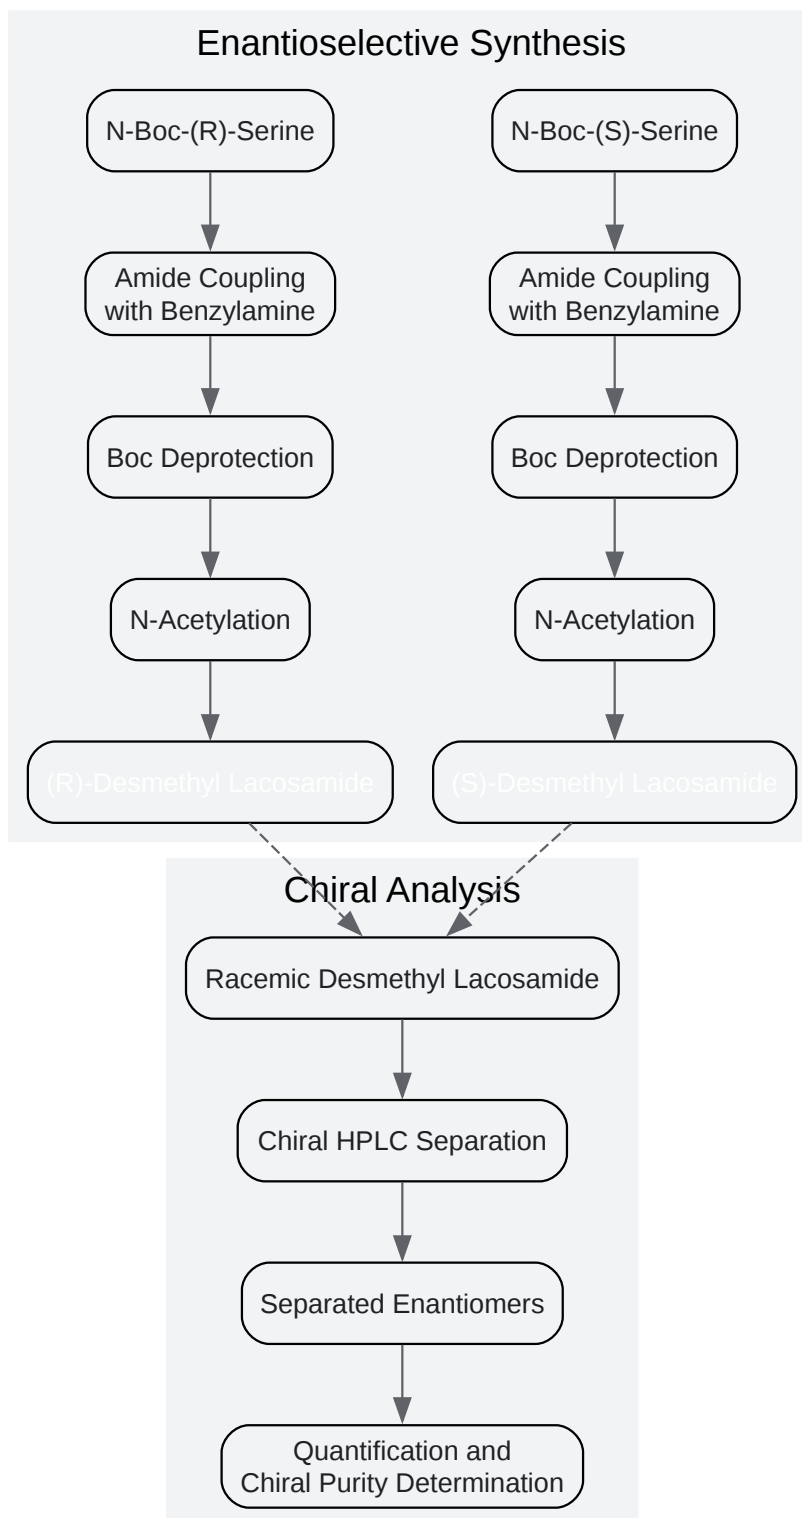 Enantioselective Synthesis
N-Boc-(R)-Serine
N-Boc-(S)-Serine
Amide Coupling
with Benzylamine
Amide Coupling
with Benzylamine
Boc Deprotection
Boc Deprotection
N-Acetylation
N-Acetylation
(R)-Desmethyl Lacosamide
(S)-Desmethyl Lacosamide
Chiral Analysis
Racemic Desmethyl Lacosamide
Chiral HPLC Separation
Separated Enantiomers
Quantification and
Chiral Purity Determination